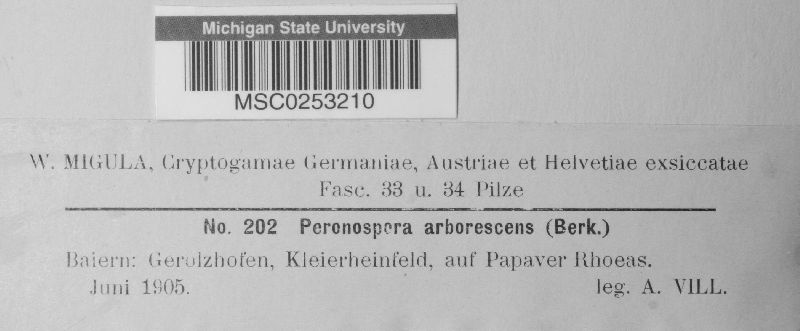 Michigan State University
MSC0253210
W. MIGULA, Cryptogamae Germaniae, Austriae et Helvetiae exsiccatae
Fasc. 33 u. 34 Pilze
No. 202 Peronospora arborescens (Berk.)
Baiern: Gerolzhofen, Kleierheinfeld, auf Papaver Rhoeas.
Juni 1905. leg. A. VILL.